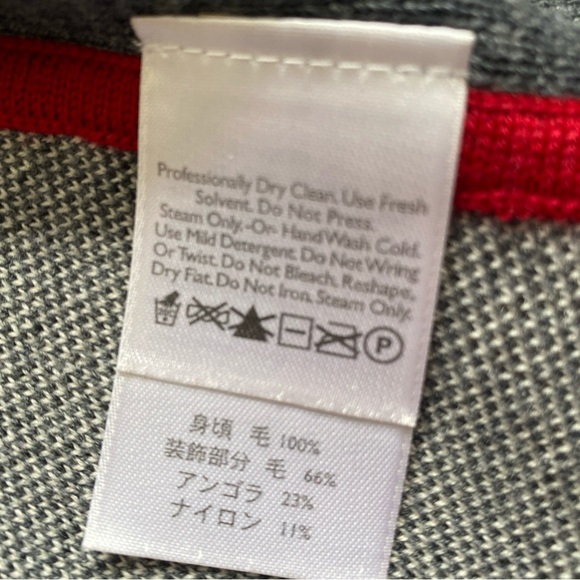 Professionally Dry Clean. Use Fresh
Solvent. Do Not Press.
Steam Only.-Or- Hand Wash Cold.
Use Mild Detergent. Do Not Wring
Or Twist. Do Not Bleach, Reshape,
Dry Flat. Do Not Iron. Steam Only.
P
身頃 毛 100%
装飾部分 毛 66%
アンゴラ 23%
ナイロン 11%